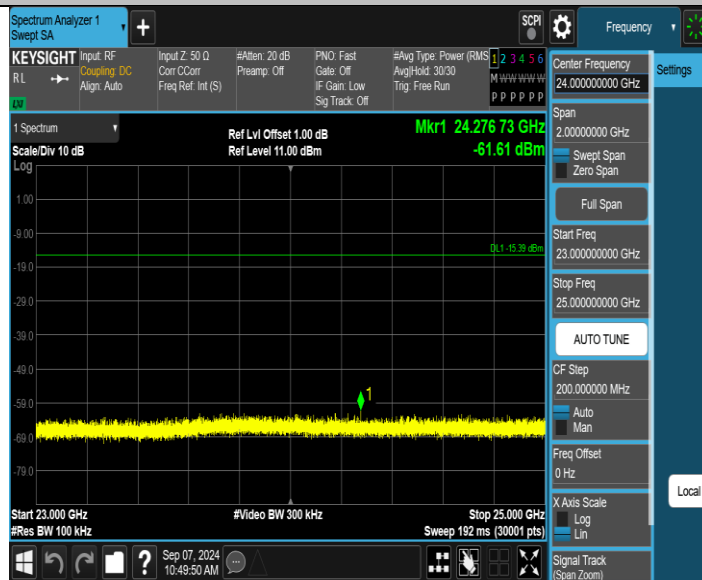 Spectrum Analyzer 1
Swept SA
+
SCPI
Frequency
KEYSIGHT
RL
Input: RF
Coupling: DC
Align: Auto
Input Z: 50 Ω
Corr CCorr
Freq Ref: Int (S)
#Atten: 20 dB
Preamp: Off
PNO: Fast
Gate: Off
IF Gain: Low
Sig Track: Off
#Avg Type: Power (RMS
Avg|Hold: 30/30
Trig: Free Run
1 2 3 4 5 6
M W W W W W
P P P P P P
Center Frequency
24.000000000 GHz
Settings
Span
2.00000000 GHz
Swept Span
Zero Span
Full Span
Start Freq
23.000000000 GHz
Stop Freq
25.000000000 GHz
AUTO TUNE
CF Step
200.000000 MHz
Auto
Man
Freq Offset
0 Hz
X Axis Scale
Log
Lin
Signal Track
(Span Zoom)
Local
1 Spectrum
Scale/Div 10 dB
Log
Ref Lvl Offset 1.00 dB
Ref Level 11.00 dBm
Mkr1 24.276 73 GHz
-61.61 dBm
1.00
-9.00
DL1 -15.39 dBm
-19.0
-29.0
-39.0
-49.0
-59.0
1
-69.0
-79.0
Start 23.000 GHz
#Res BW 100 kHz
#Video BW 300 kHz
Stop 25.000 GHz
Sweep 192 ms (30001 pts)
?
Sep 07, 2024
10:49:50 AM